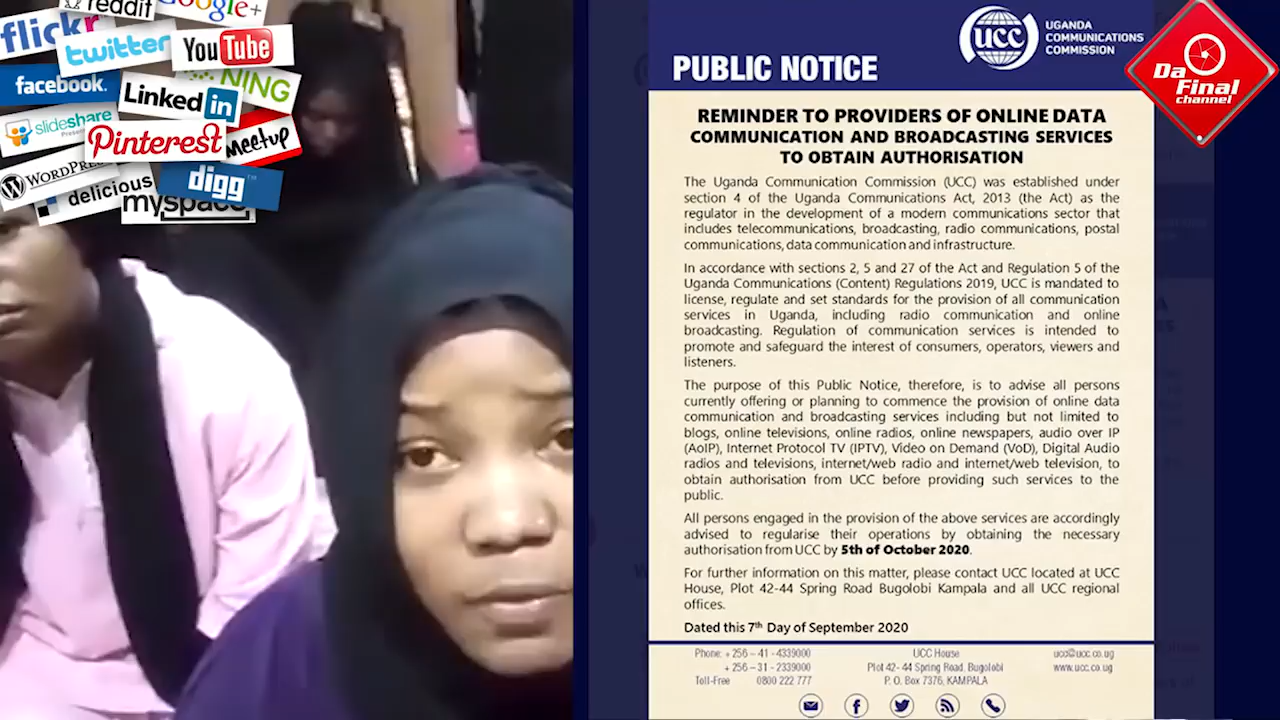 reddit
Google+
flickr
twitter
YouTube
facebook.
NING
LinkedIn
slideshare
Pinterest
Meetup
WORDPRESS
delicious
digg
myspace
UCC
UGANDA
COMMUNICATIONS
COMMISSION
PUBLIC NOTICE
Da
Final
channel
REMINDER TO PROVIDERS OF ONLINE DATA
COMMUNICATION AND BROADCASTING SERVICES
TO OBTAIN AUTHORISATION
The Uganda Communication Commission (UCC) was established under
section 4 of the Uganda Communications Act, 2013 (the Act) as the
regulator in the development of a modern communications sector that
includes telecommunications, broadcasting, radio communications, postal
communications, data communication and infrastructure.
In accordance with sections 2, 5 and 27 of the Act and Regulation 5 of the
Uganda Communications (Content) Regulations 2019, UCC is mandated to
license, regulate and set standards for the provision of all communication
services in Uganda, including radio communication and online
broadcasting. Regulation of communication services is intended to
promote and safeguard the interest of consumers, operators, viewers and
listeners.
The purpose of this Public Notice, therefore, is to advise all persons
currently offering or planning to commence the provision of online data
communication and broadcasting services including but not limited to
blogs, online televisions, online radios, online newspapers, audio over IP
(AoIP), Internet Protocol TV (IPTV), Video on Demand (VoD), Digital Audio
radios and televisions, internet/web radio and internet/web television, to
obtain authorisation from UCC before providing such services to the
public.
All persons engaged in the provision of the above services are accordingly
advised to regularise their operations by obtaining the necessary
authorisation from UCC by 5th of October 2020.
For further information on this matter, please contact UCC located at UCC
House, Plot 42-44 Spring Road Bugolobi Kampala and all UCC regional
offices.
Dated this 7th Day of September 2020
Phone: +256 – 41 - 4339000
+256 – 31 - 2339000
Toll-Free 0800 222 777
UCC House
Plot 42- 44 Spring Road, Bugolobi
P. O. Box 7376, KAMPALA
ucc@ucc.co.ug
www.ucc.co.ug